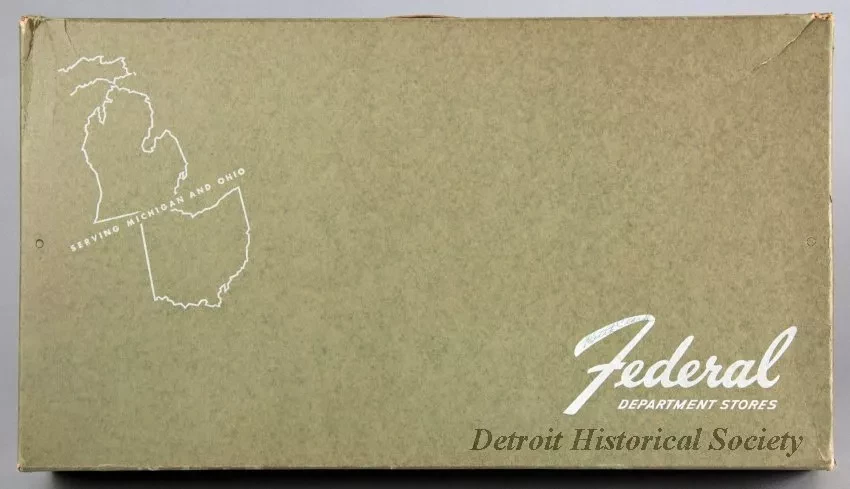 SERVING MICHIGAN AND OHIO
Federal
DEPARTMENT STORES
Detroit Historical Society